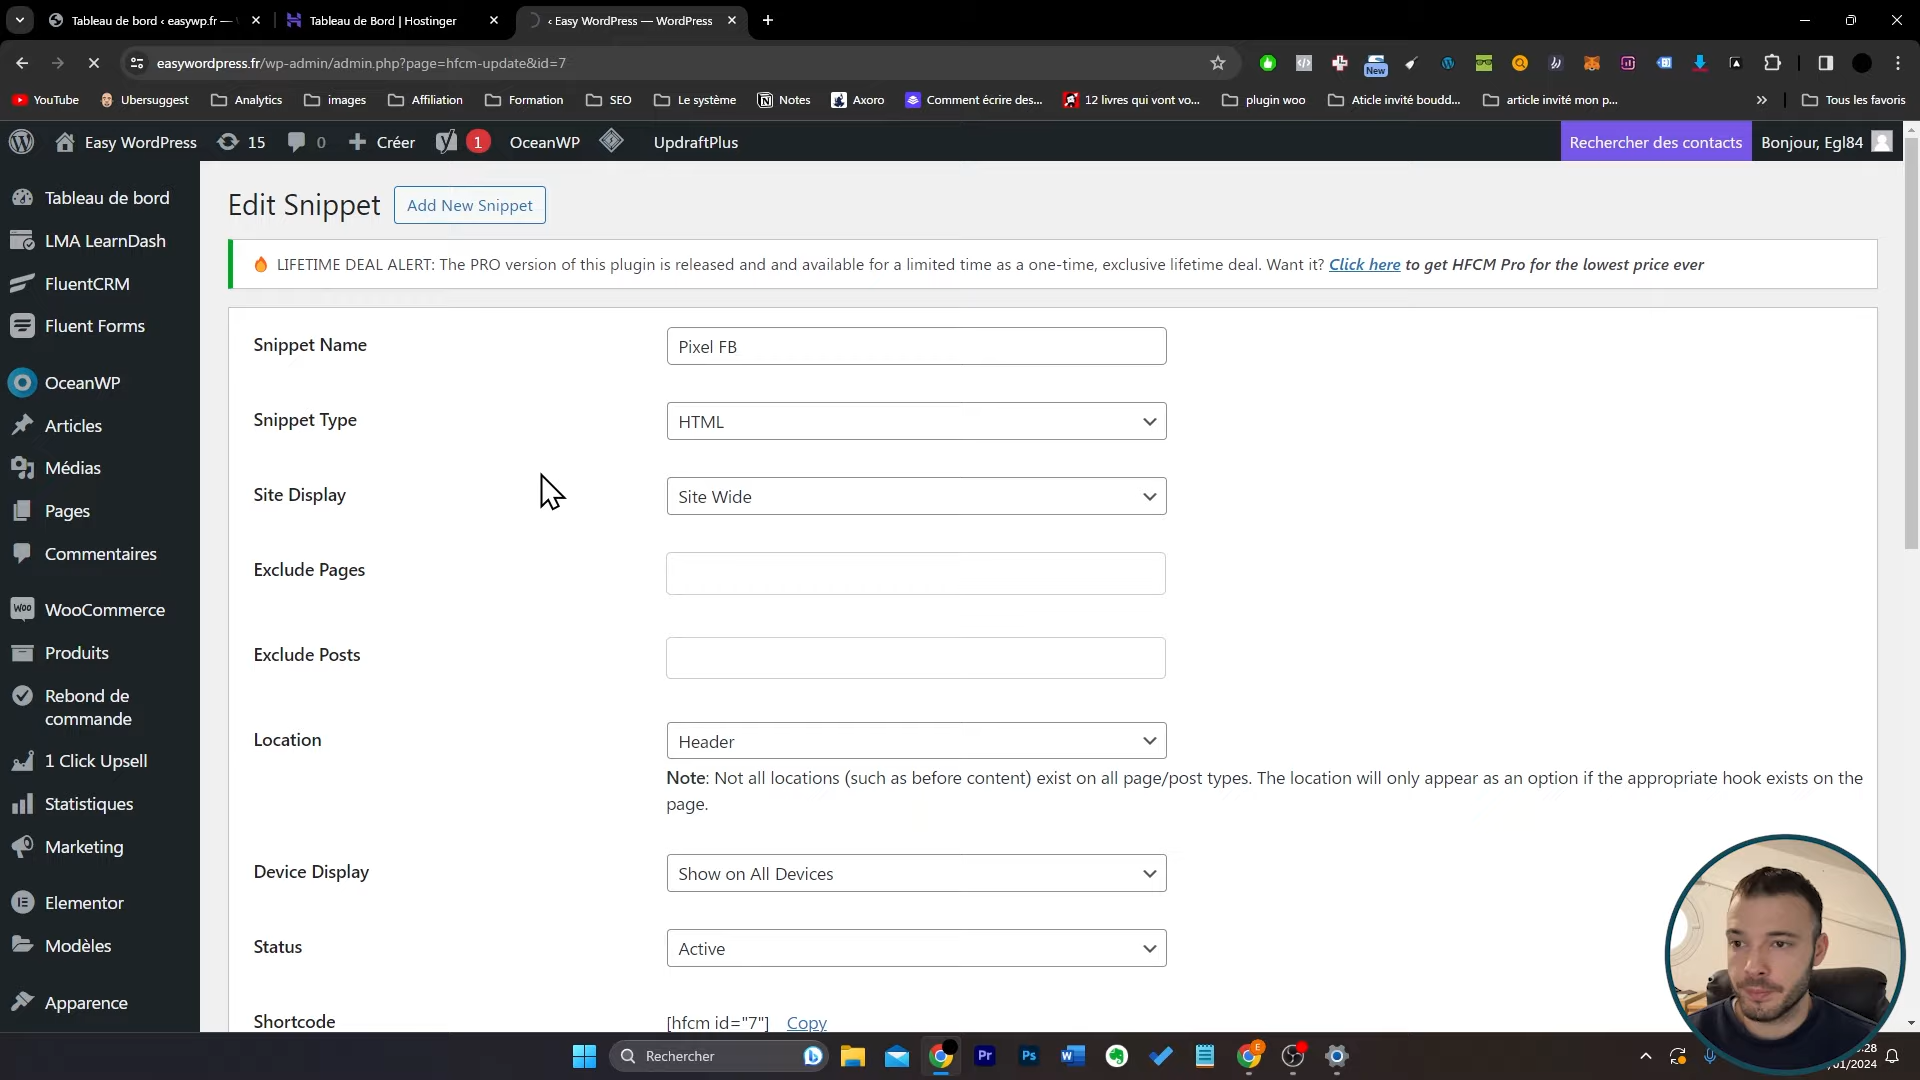 Tableau de bord ‹ easywp.fr —
Tableau de Bord | Hostinger
‹ Easy WordPress — WordPress
easywordpress.fr/wp-admin/admin.php?page=hfcm-update&id=7
New
YouTube
Ubersuggest
Analytics
images
Affiliation
Formation
SEO
Le système
Notes
Axoro
Comment écrire des...
12 livres qui vont vo...
plugin woo
Aticle invité boudd...
article invité mon p...
»
Tous les favoris
Easy WordPress
15
0
Créer
1
OceanWP
UpdraftPlus
Rechercher des contacts
Bonjour, Egl84
Tableau de bord
LMA LearnDash
FluentCRM
Fluent Forms
OceanWP
Articles
Médias
Pages
Commentaires
WooCommerce
Produits
Rebond de
commande
1 Click Upsell
Statistiques
Marketing
Elementor
Modèles
Apparence
Edit Snippet
Add New Snippet
LIFETIME DEAL ALERT: The PRO version of this plugin is released and and available for a limited time as a one-time, exclusive lifetime deal. Want it? Click here to get HFCM Pro for the lowest price ever
Snippet Name
Pixel FB
Snippet Type
HTML
Site Display
Site Wide
Exclude Pages
Exclude Posts
Location
Header
Note: Not all locations (such as before content) exist on all page/post types. The location will only appear as an option if the appropriate hook exists on the
page.
Device Display
Show on All Devices
Status
Active
Shortcode
[hfcm id="7"] Copy
Rechercher